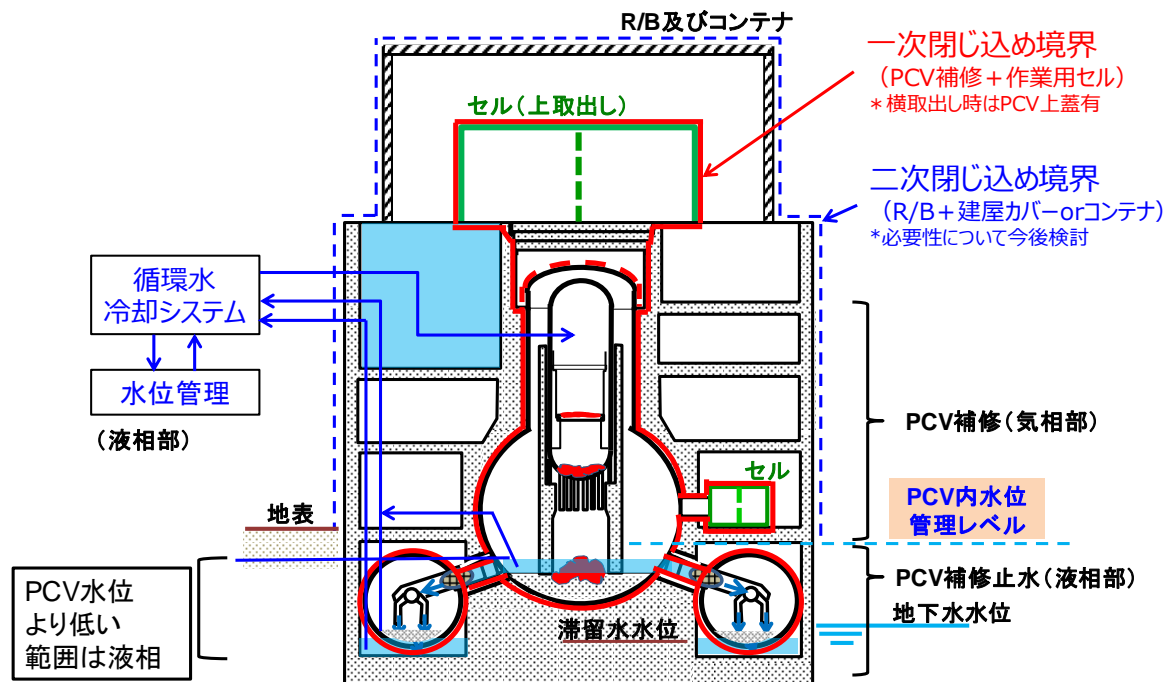 R/B及びコンテナ
一次閉じ込め境界
（PCV補修＋作業用セル）
＊横取出し時はPCV上蓋有
セル（上取出し）
二次閉じ込め境界
（R/B＋建屋カバーorコンテナ）
*必要性について今後検討
循環水
冷却システム
水位管理
（液相部）
PCV補修（気相部）
セル
PCV内水位
管理レベル
地表
PCV水位
より低い
範囲は液相
PCV補修止水（液相部）
地下水水位
滞留水水位